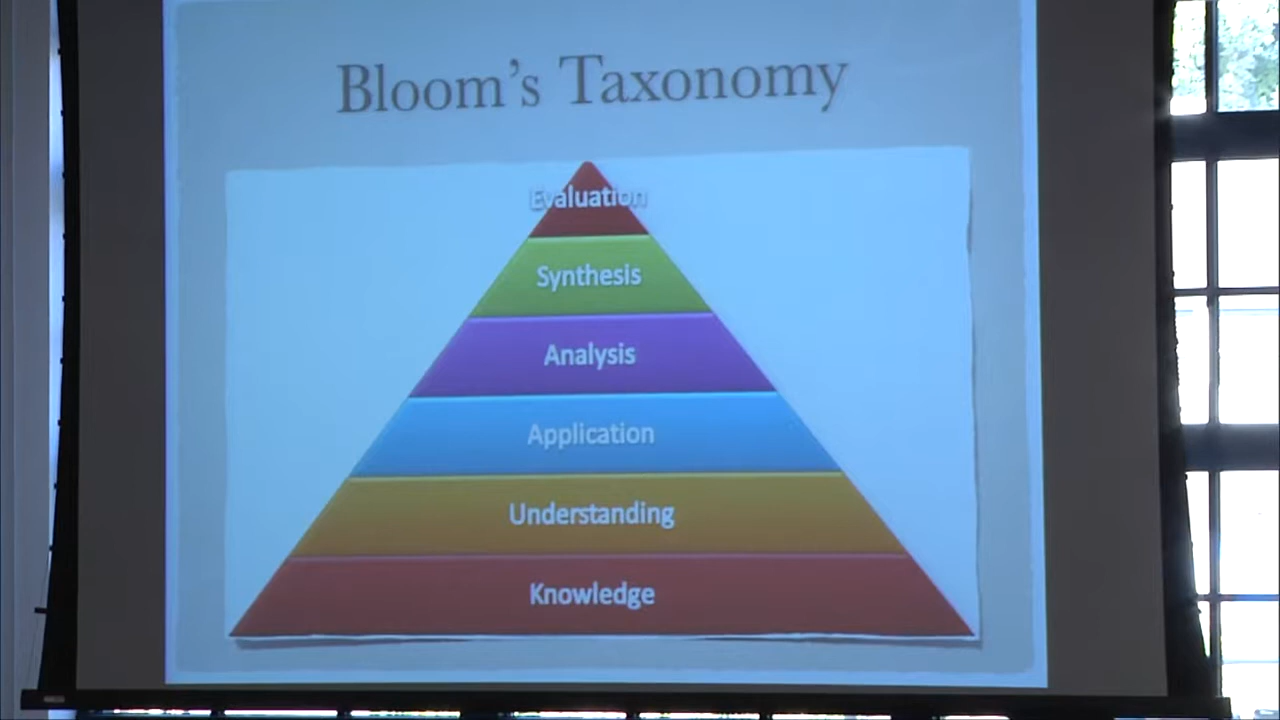 Bloom's Taxonomy
Evaluation
Synthesis
Analysis
Application
Understanding
Knowledge